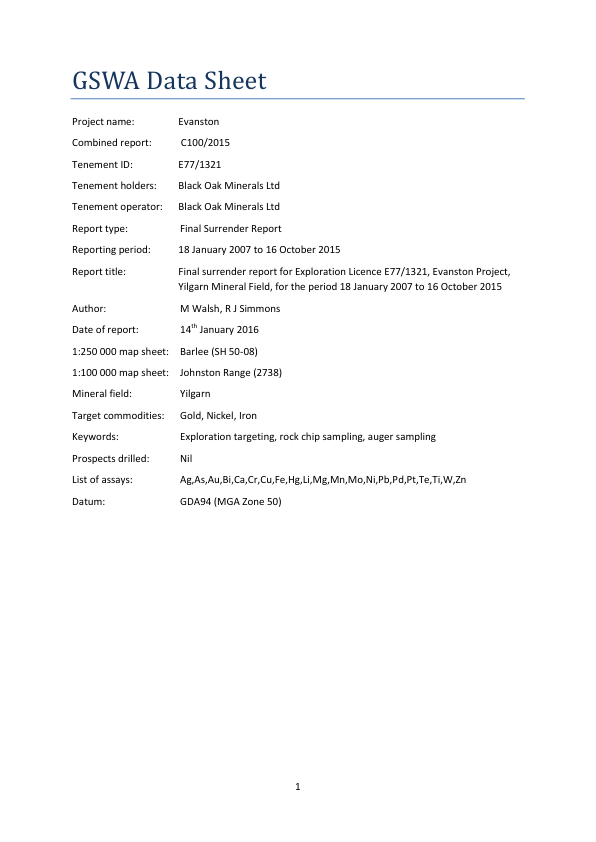 GSWA Data Sheet
Project name: Evanston
Combined report: C100/2015
Tenement ID: E77/1321
Tenement holders: Black Oak Minerals Ltd
Tenement operator: Black Oak Minerals Ltd
Report type: Final Surrender Report
Reporting period: 18 January 2007 to 16 October 2015
Report title: Final surrender report for Exploration Licence E77/1321, Evanston Project,
Yilgarn Mineral Field, for the period 18 January 2007 to 16 October 2015
Author: M Walsh, R J Simmons
Date of report: 14th January 2016
1:250 000 map sheet: Barlee (SH 50-08)
1:100 000 map sheet: Johnston Range (2738)
Mineral field: Yilgarn
Target commodities: Gold, Nickel, Iron
Keywords: Exploration targeting, rock chip sampling, auger sampling
Prospects drilled: Nil
List of assays: Ag,As,Au,Bi,Ca,Cr,Cu,Fe,Hg,Li,Mg,Mn,Mo,Ni,Pb,Pd,Pt,Te,Ti,W,Zn
Datum: GDA94 (MGA Zone 50)
1